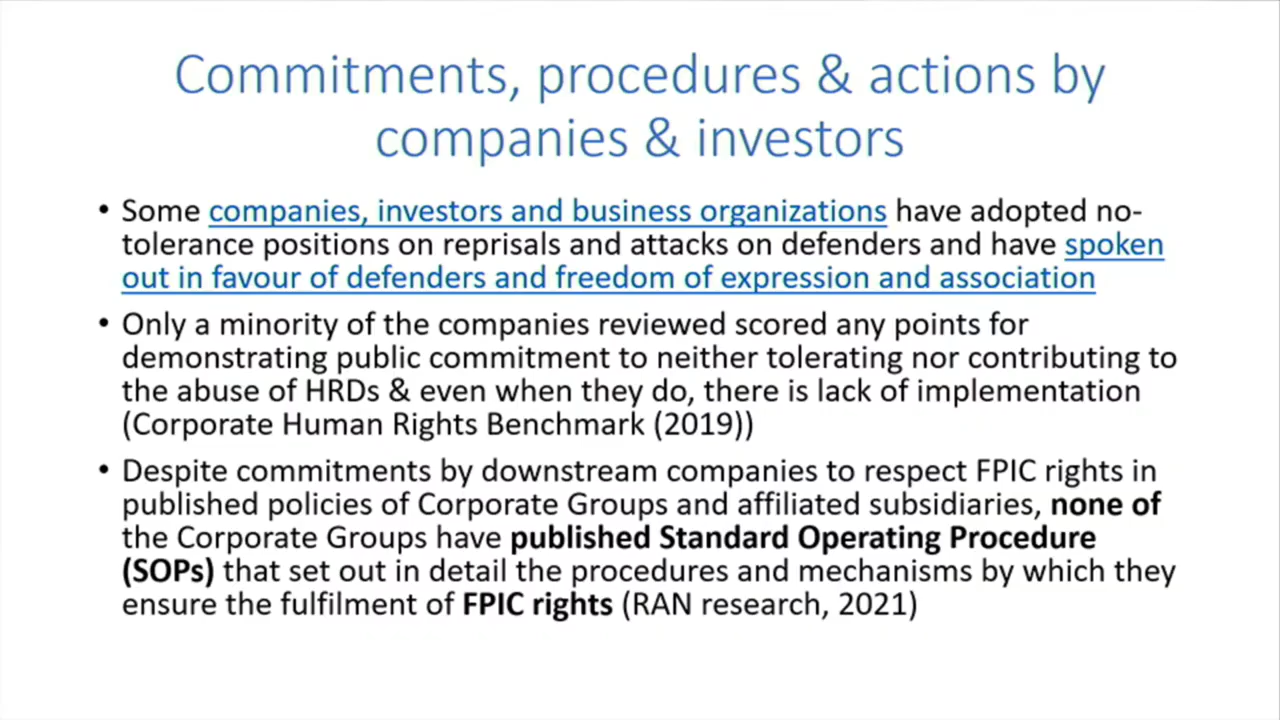 Commitments, procedures & actions by
companies & investors
• Some companies, investors and business organizations have adopted no-
tolerance positions on reprisals and attacks on defenders and have spoken
out in favour of defenders and freedom of expression and association
• Only a minority of the companies reviewed scored any points for
demonstrating public commitment to neither tolerating nor contributing to
the abuse of HRDs & even when they do, there is lack of implementation
(Corporate Human Rights Benchmark (2019))
• Despite commitments by downstream companies to respect FPIC rights in
published policies of Corporate Groups and affiliated subsidiaries, none of
the Corporate Groups have published Standard Operating Procedure
(SOPs) that set out in detail the procedures and mechanisms by which they
ensure the fulfilment of FPIC rights (RAN research, 2021)